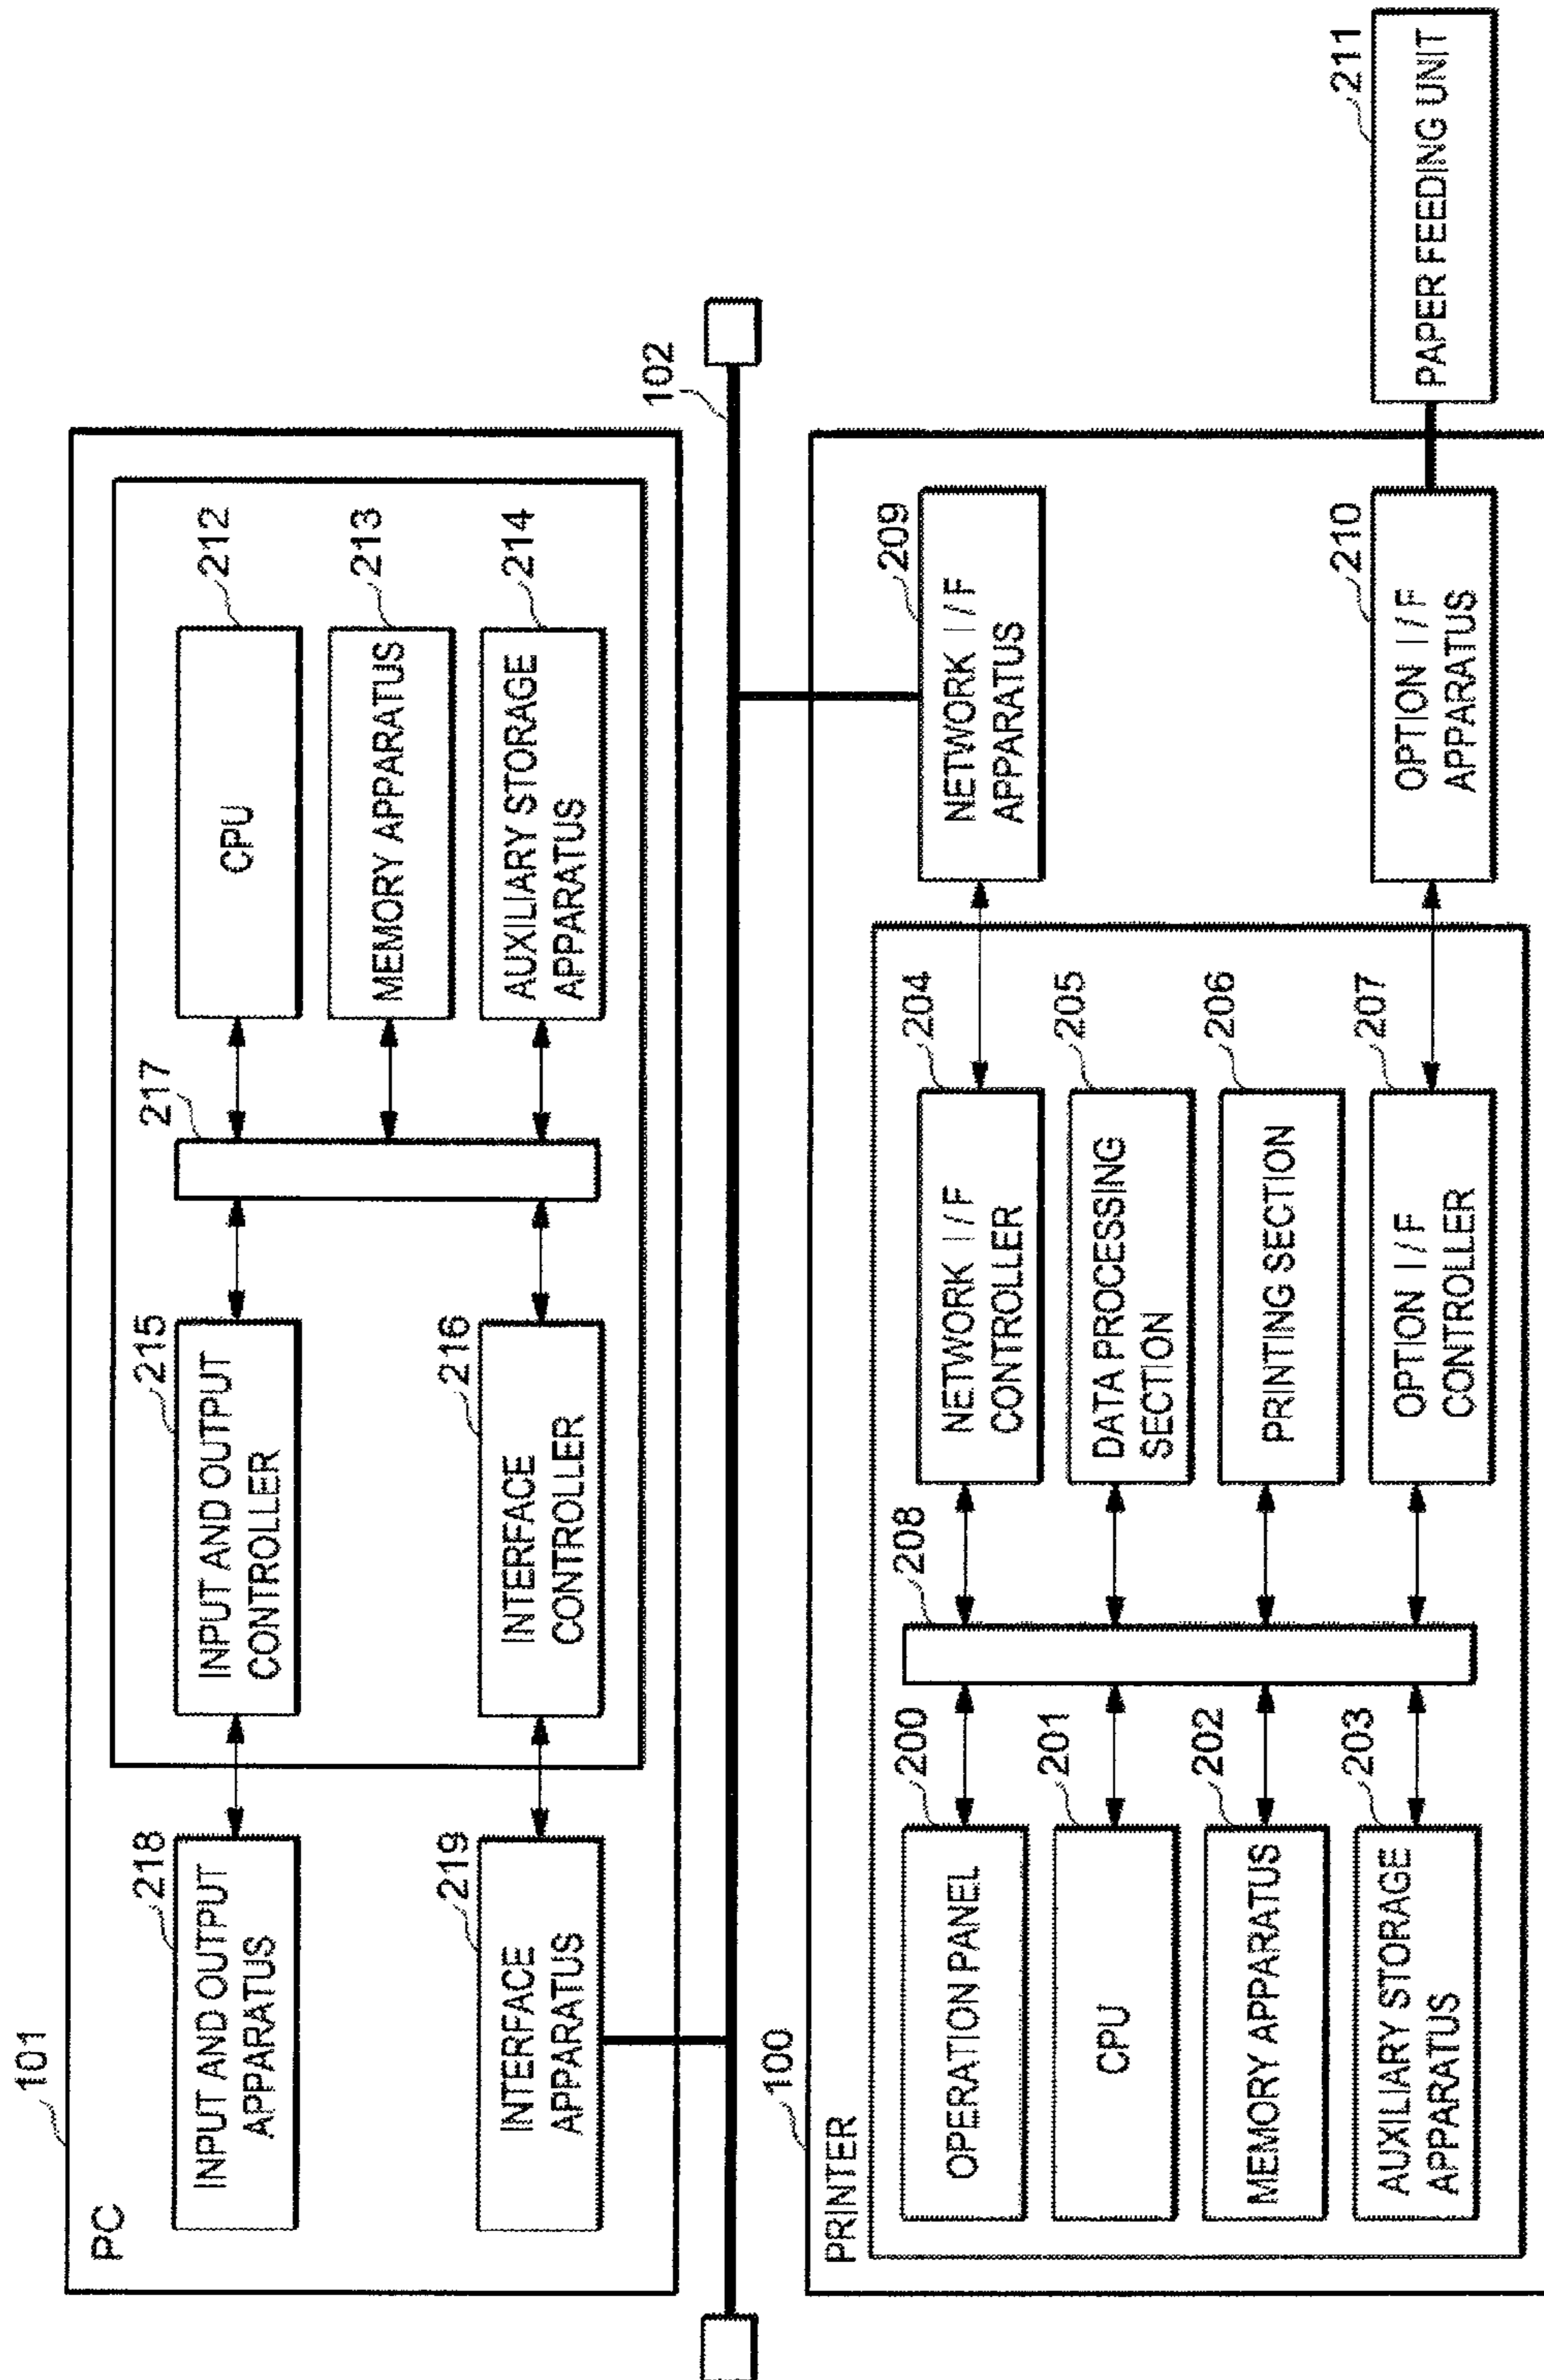 101
PC
218
INPUT AND OUTPUT
APPARATUS
215
INPUT AND OUTPUT
CONTROLLER
217
212
CPU
213
MEMORY APPARATUS
219
INTERFACE
APPARATUS
216
INTERFACE
CONTROLLER
214
AUXILIARY STORAGE
APPARATUS
102
100
PRINTER
200
OPERATION PANEL
208
204
NETWORK I/F
CONTROLLER
209
NETWORK I/F
APPARATUS
201
CPU
205
DATA PROCESSING
SECTION
202
MEMORY APPARATUS
206
PRINTING SECTION
203
AUXILIARY STORAGE
APPARATUS
207
OPTION I/F
CONTROLLER
210
OPTION I/F
APPARATUS
211
PAPER FEEDING UNIT